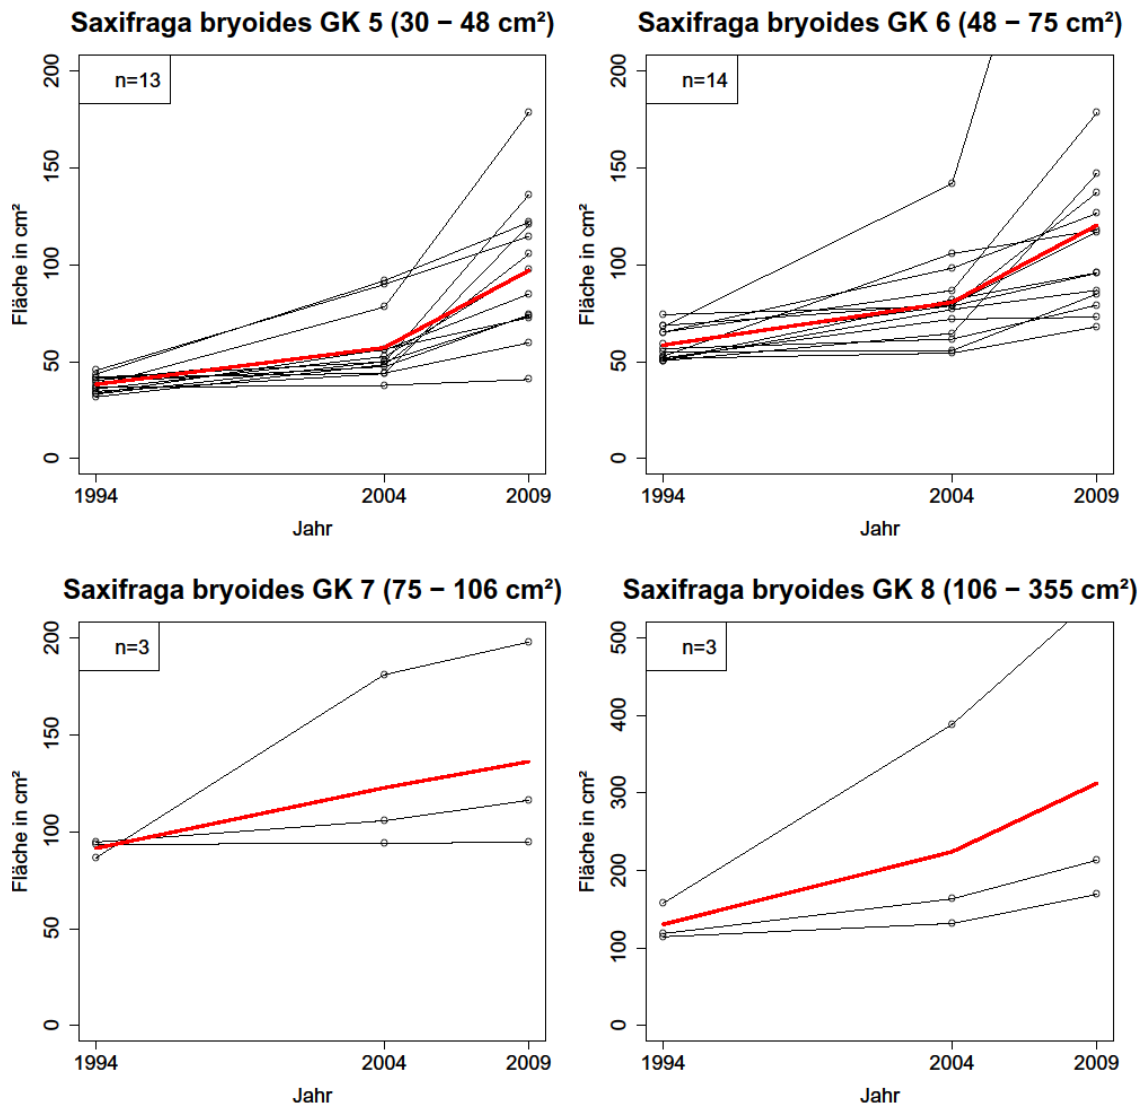 Saxifraga bryoides GK 5 (30 − 48 cm²)
n=13
Fläche in cm²
200
150
100
50
0
1994
2004
2009
Jahr
Saxifraga bryoides GK 6 (48 − 75 cm²)
n=14
Fläche in cm²
200
150
100
50
0
1994
2004
2009
Jahr
Saxifraga bryoides GK 7 (75 − 106 cm²)
n=3
Fläche in cm²
200
150
100
50
0
1994
2004
2009
Jahr
Saxifraga bryoides GK 8 (106 − 355 cm²)
n=3
Fläche in cm²
500
400
300
200
100
0
1994
2004
2009
Jahr